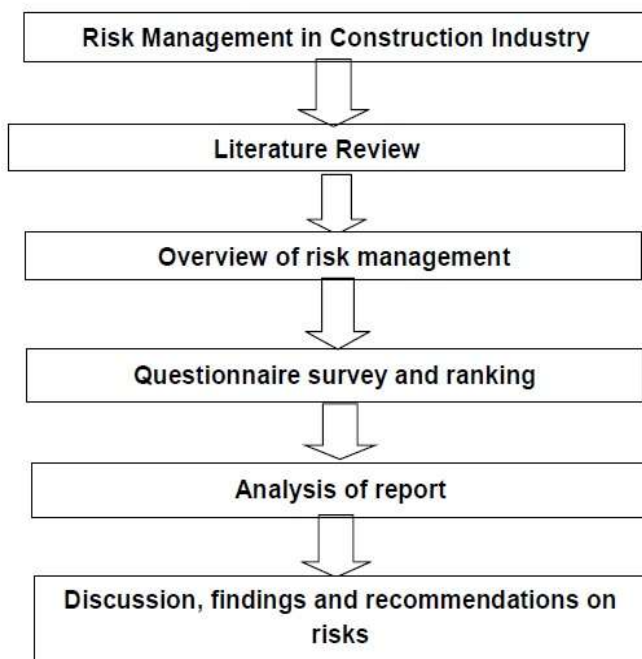 Risk Management in Construction Industry
Literature Review
Overview of risk management
Questionnaire survey and ranking
Analysis of report
Discussion, findings and recommendations on
risks